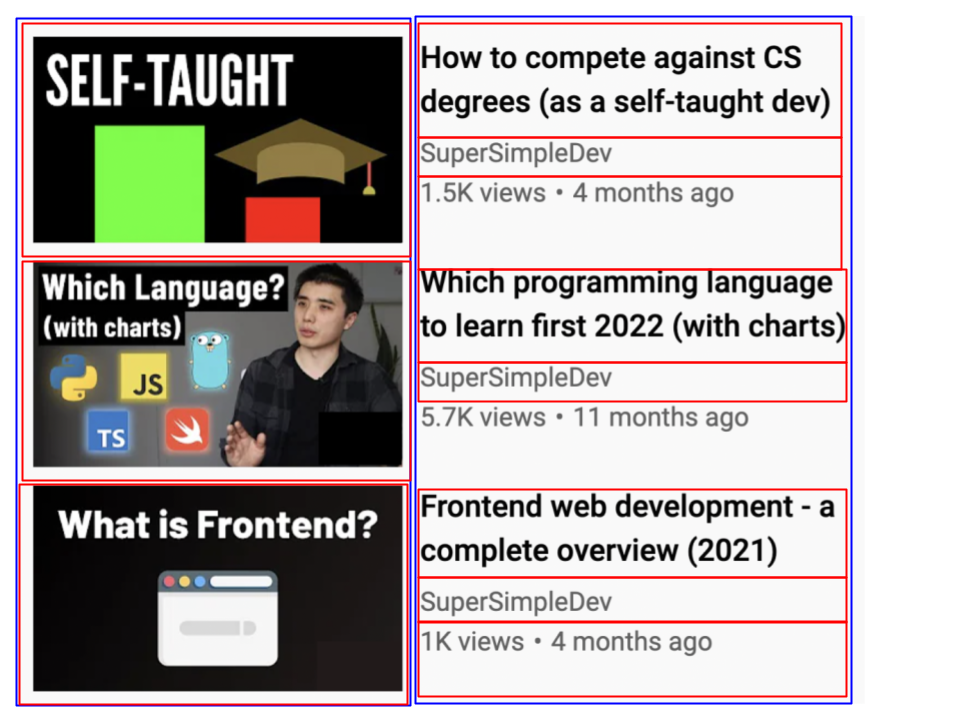 SELF-TAUGHT
How to compete against CS
degrees (as a self-taught dev)
SuperSimpleDev
1.5K views • 4 months ago
Which Language?
(with charts)
JS
TS
Which programming language
to learn first 2022 (with charts)
SuperSimpleDev
5.7K views • 11 months ago
What is Frontend?
Frontend web development - a
complete overview (2021)
SuperSimpleDev
1K views • 4 months ago